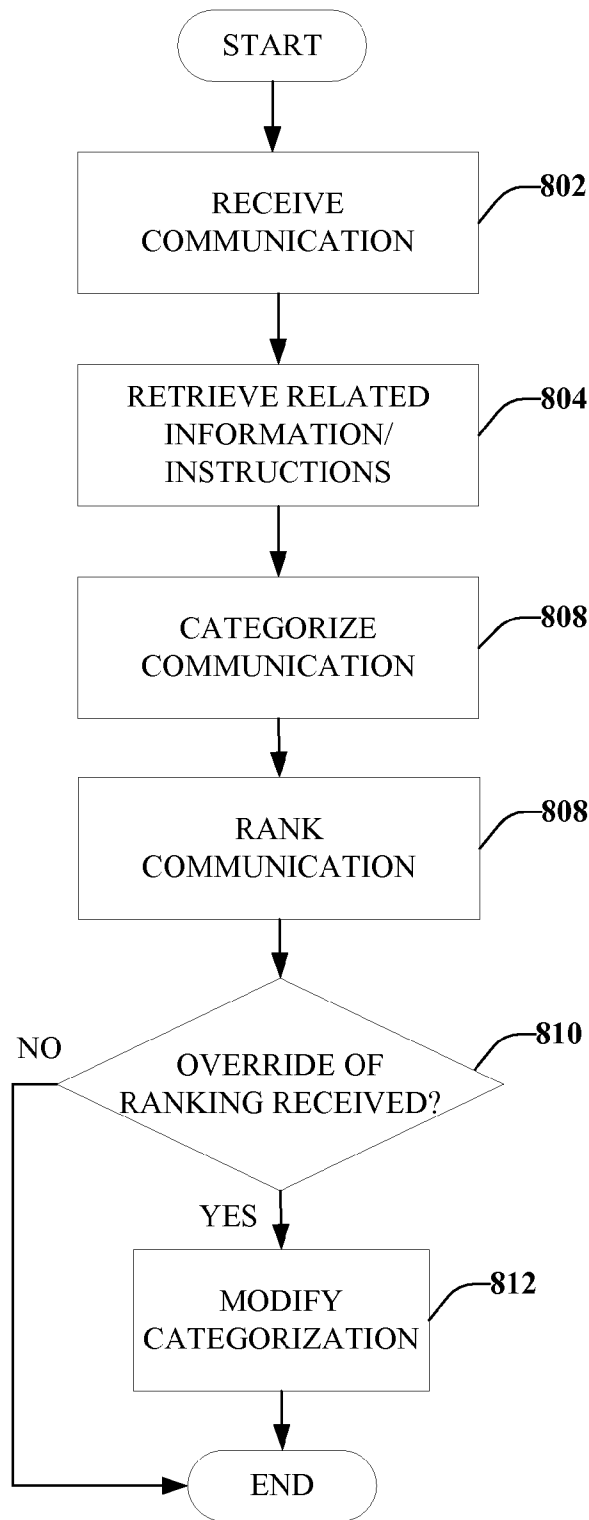 START
RECEIVE
COMMUNICATION
802
RETRIEVE RELATED
INFORMATION/
INSTRUCTIONS
804
CATEGORIZE
COMMUNICATION
808
RANK
COMMUNICATION
808
OVERRIDE OF
RANKING RECEIVED?
810
NO
YES
MODIFY
CATEGORIZATION
812
END